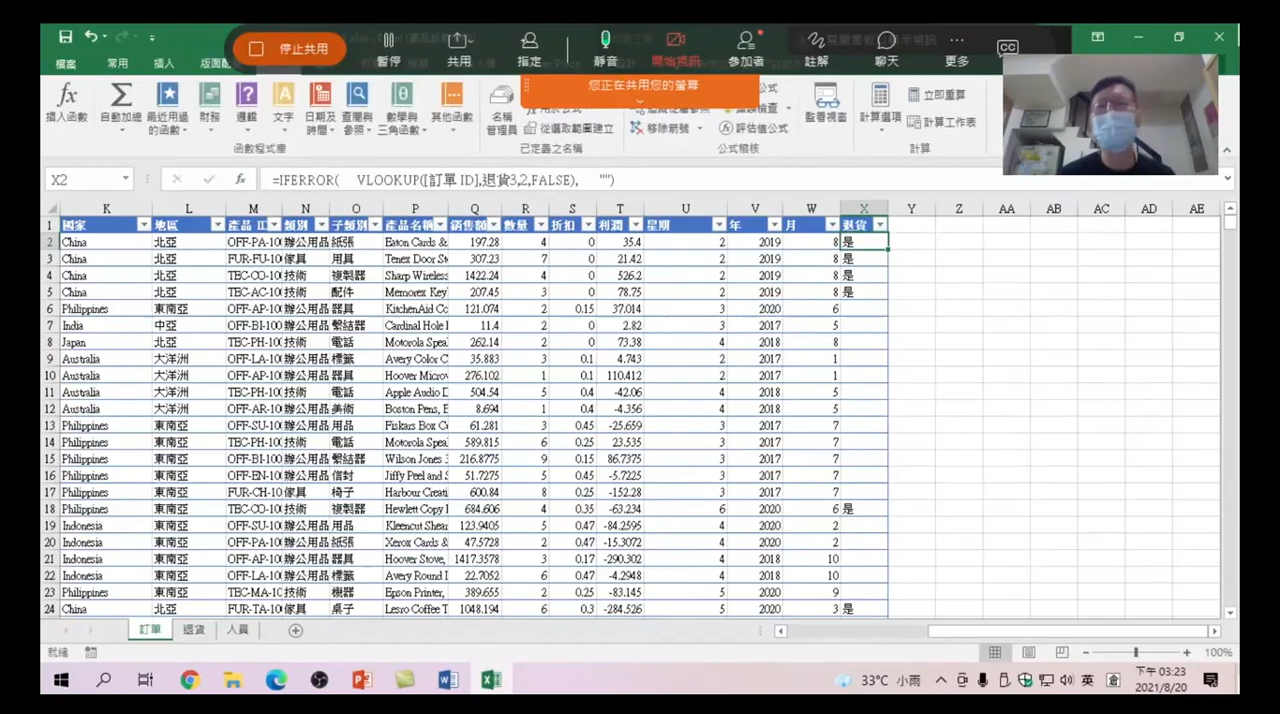 停止共用 暫停 共用 指定 靜音 開始視訊 參加者 註解 聊天 更多 CC
您正在共用您的螢幕
檔案 常用 插入 版面配
插入函數 自動加總 最近用過的函數 財務 邏輯 文字 日期及時間 查閱與參照 數學與三角函數 其他函數 名稱管理員 從選取範圍建立 移除箭號 評估值公式 監看視窗 計算選項 立即重算 計算工作表
函數程式庫 已定義之名稱 公式稽核 計算
X2 fx =IFERROR( VLOOKUP([訂單 ID],退貨3,2,FALSE), "")
K L M N O P Q R S T U V W X Y Z AA AB AC AD AE
1 國家 地區 產品 ID 類別 子類別 產品名稱 銷售額 數量 折扣 利潤 星期 年 月 退貨
2 China 北亞 OFF-PA-100 辦公用品 紙張 Eaton Cards & 197.28 4 0 35.4 2 2019 8 是
3 China 北亞 FUR-FU-10 傢具 用具 Tenex Door St 307.23 7 0 21.42 2 2019 8 是
4 China 北亞 TEC-CO-10 技術 複製器 Sharp Wireless 1422.24 4 0 526.2 2 2019 8 是
5 China 北亞 TEC-AC-10 技術 配件 Memorex Key 207.45 3 0 78.75 2 2019 8 是
6 Philippines 東南亞 OFF-AP-10 辦公用品 器具 KitchenAid Co 121.074 2 0.15 37.014 3 2020 6
7 India 中亞 OFF-BI-100 辦公用品 繫結器 Cardinal Hole 11.4 2 0 2.82 3 2017 5
8 Japan 北亞 TEC-PH-10 技術 電話 Motorola Spea 262.14 2 0 73.38 4 2018 8
9 Australia 大洋洲 OFF-LA-10 辦公用品 標籤 Avery Color C 35.883 3 0.1 4.743 2 2017 1
10 Australia 大洋洲 OFF-AP-10 辦公用品 器具 Hoover Microv 276.102 1 0.1 110.412 2 2017 1
11 Australia 大洋洲 TEC-PH-10 技術 電話 Apple Audio D 504.54 5 0.4 -42.06 4 2018 5
12 Australia 大洋洲 OFF-AR-10 辦公用品 美術 Boston Pens, E 8.694 1 0.4 -4.356 4 2018 5
13 Philippines 東南亞 OFF-SU-10 辦公用品 用品 Fiskars Box C 61.281 3 0.45 -25.659 3 2017 7
14 Philippines 東南亞 TEC-PH-10 技術 電話 Motorola Spea 589.815 6 0.25 23.535 3 2017 7
15 Philippines 東南亞 OFF-BI-100 辦公用品 繫結器 Wilson Jones 216.8775 9 0.15 86.7375 3 2017 7
16 Philippines 東南亞 OFF-EN-10 辦公用品 信封 Jiffy Peel and 51.7275 5 0.45 -5.7225 3 2017 7
17 Philippines 東南亞 FUR-CH-10 傢具 椅子 Harbour Creati 600.84 8 0.25 -152.28 3 2017 7
18 Philippines 東南亞 TEC-CO-10 技術 複製器 Hewlett Copy 684.606 4 0.35 -63.234 6 2020 6 是
19 Indonesia 東南亞 OFF-SU-10 辦公用品 用品 Kleencut Shear 123.9405 5 0.47 -84.2595 4 2020 2
20 Indonesia 東南亞 OFF-PA-10 辦公用品 紙張 Xerox Cards & 47.5728 4 0.47 -15.3072 4 2020 2
21 Indonesia 東南亞 OFF-AP-10 辦公用品 器具 Hoover Stove, 1417.3578 3 0.17 -290.302 4 2018 10
22 Indonesia 東南亞 OFF-LA-10 辦公用品 標籤 Avery Round 22.7052 6 0.47 -4.2948 4 2018 10
23 Philippines 東南亞 TEC-MA-10 技術 機器 Epson Printer, 389.655 2 0.25 -83.145 5 2020 9
24 China 北亞 FUR-TA-10 傢具 桌子 Lesro Coffee T 1048.194 6 0.3 -284.526 5 2020 3 是
訂單 退貨 人員
就緒 100%
33°C 小雨 英 下午 03:23
2021/8/20